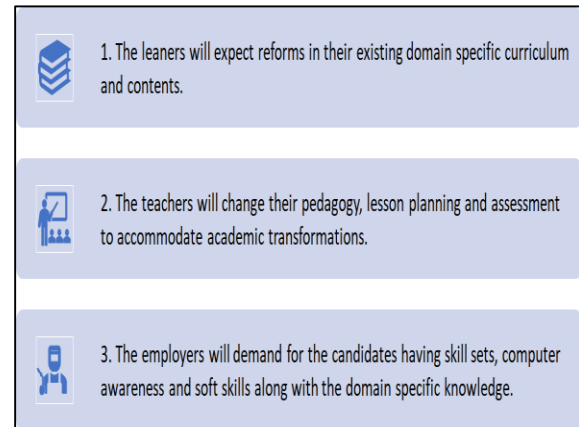 1. The leaners will expect reforms in their existing domain specific curriculum
and contents.
2. The teachers will change their pedagogy, lesson planning and assessment
to accommodate academic transformations.
3. The employers will demand for the candidates having skill sets, computer
awareness and soft skills along with the domain specific knowledge.